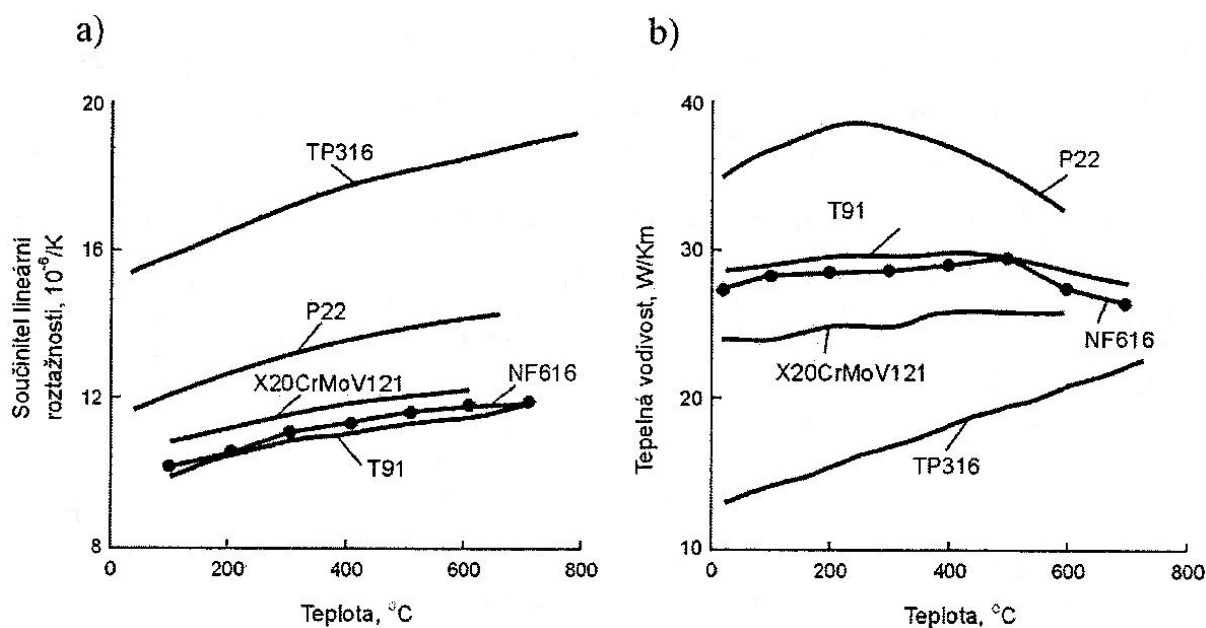 a)
20
16
12
8
Součinitel lineární
roztažnosti, 10⁻⁶/K
TP316
P22
X20CrMoV121
NF616
T91
0
200
400
600
800
Teplota, °C
b)
40
30
20
10
Tepelná vodivost, W/Km
P22
T91
X20CrMoV121
NF616
TP316
0
200
400
600
800
Teplota, °C